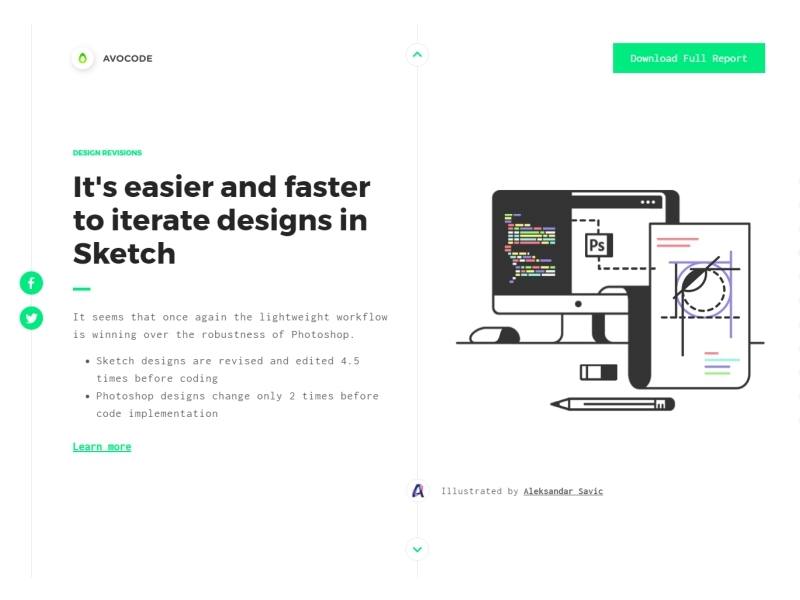 AVOCODE
Download Full Report
DESIGN REVISIONS
It's easier and faster
to iterate designs in
Sketch
It seems that once again the lightweight workflow
is winning over the robustness of Photoshop.
• Sketch designs are revised and edited 4.5
times before coding
• Photoshop designs change only 2 times before
code implementation
Learn more
Ps
Illustrated by Aleksandar Savic